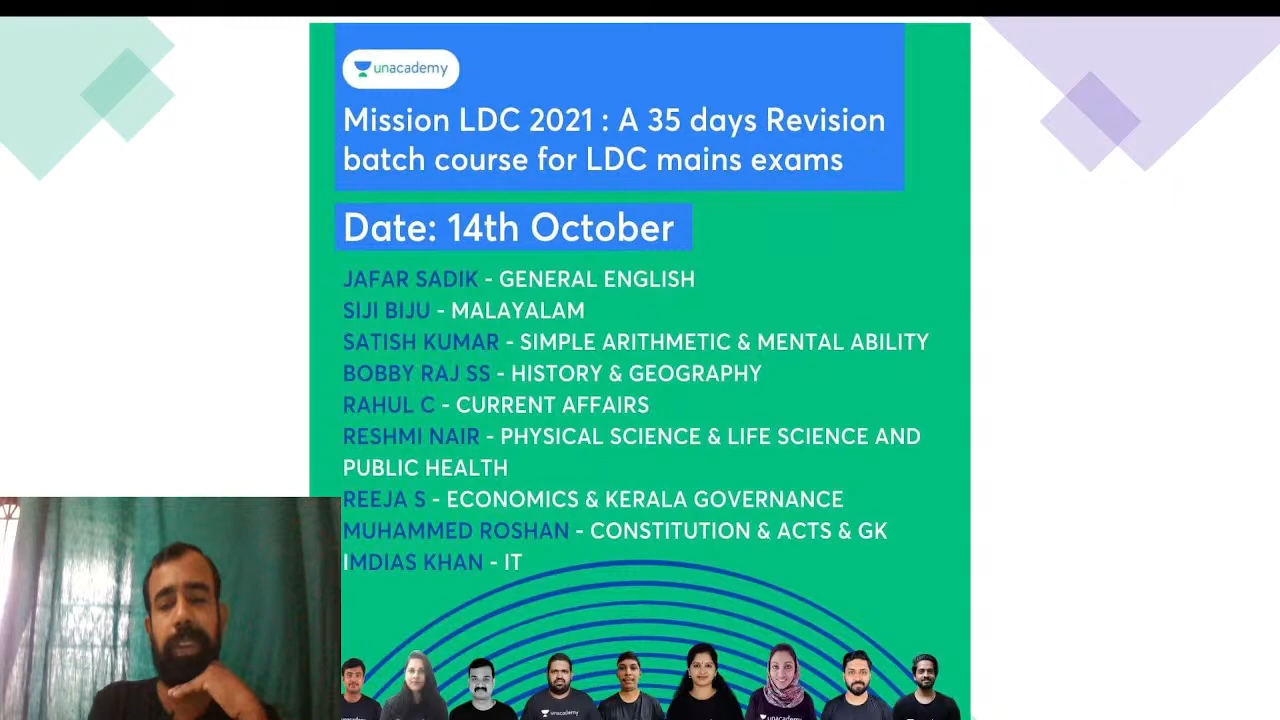 unacademy
Mission LDC 2021 : A 35 days Revision
batch course for LDC mains exams
Date: 14th October
JAFAR SADIK - GENERAL ENGLISH
SIJI BIJU - MALAYALAM
SATISH KUMAR - SIMPLE ARITHMETIC & MENTAL ABILITY
BOBBY RAJ SS - HISTORY & GEOGRAPHY
RAHUL C - CURRENT AFFAIRS
RESHMI NAIR - PHYSICAL SCIENCE & LIFE SCIENCE AND
PUBLIC HEALTH
REEJA S - ECONOMICS & KERALA GOVERNANCE
MUHAMMED ROSHAN - CONSTITUTION & ACTS & GK
IMDIAS KHAN - IT
unacademy
unacademy